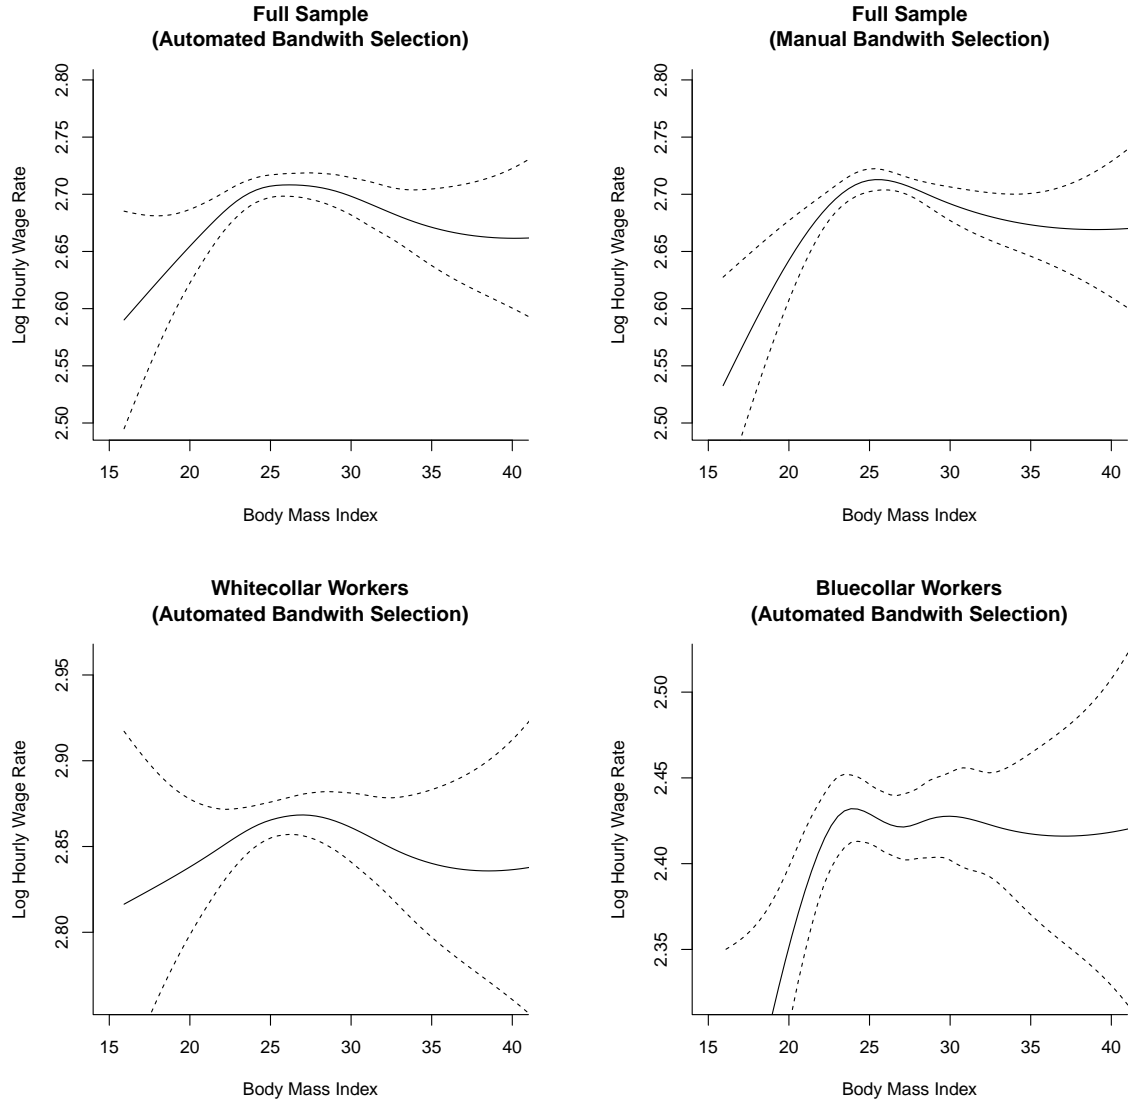 Full Sample
(Automated Bandwith Selection)
Log Hourly Wage Rate
2.80
2.75
2.70
2.65
2.60
2.55
2.50
15 20 25 30 35 40
Body Mass Index
Full Sample
(Manual Bandwith Selection)
Log Hourly Wage Rate
2.80
2.75
2.70
2.65
2.60
2.55
2.50
15 20 25 30 35 40
Body Mass Index
Whitecollar Workers
(Automated Bandwith Selection)
Log Hourly Wage Rate
2.95
2.90
2.85
2.80
15 20 25 30 35 40
Body Mass Index
Bluecollar Workers
(Automated Bandwith Selection)
Log Hourly Wage Rate
2.50
2.45
2.40
2.35
15 20 25 30 35 40
Body Mass Index